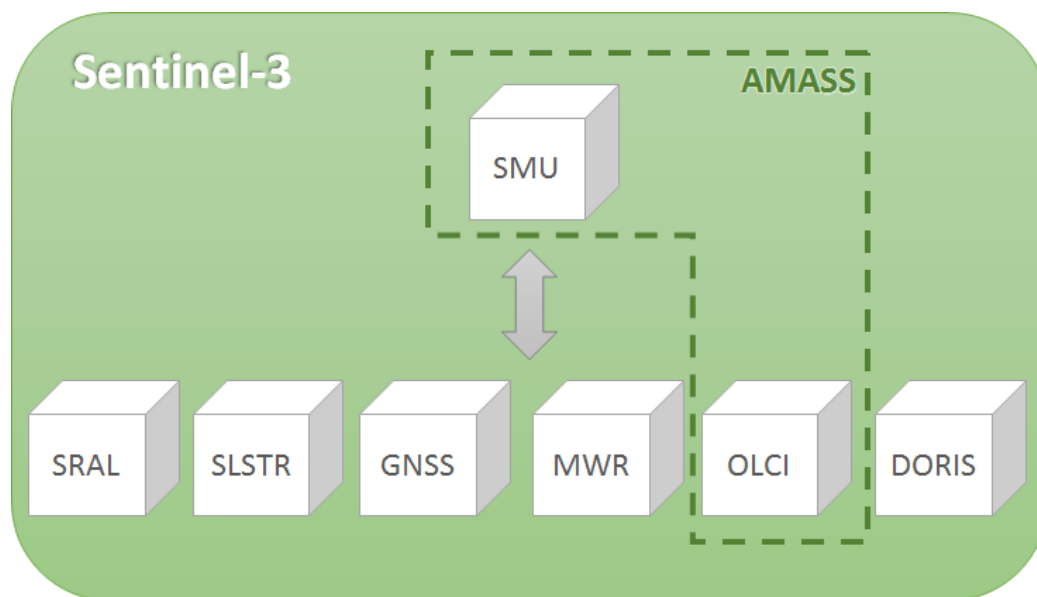 Sentinel-3
AMASS
SMU
SRAL
SLSTR
GNSS
MWR
OLCI
DORIS